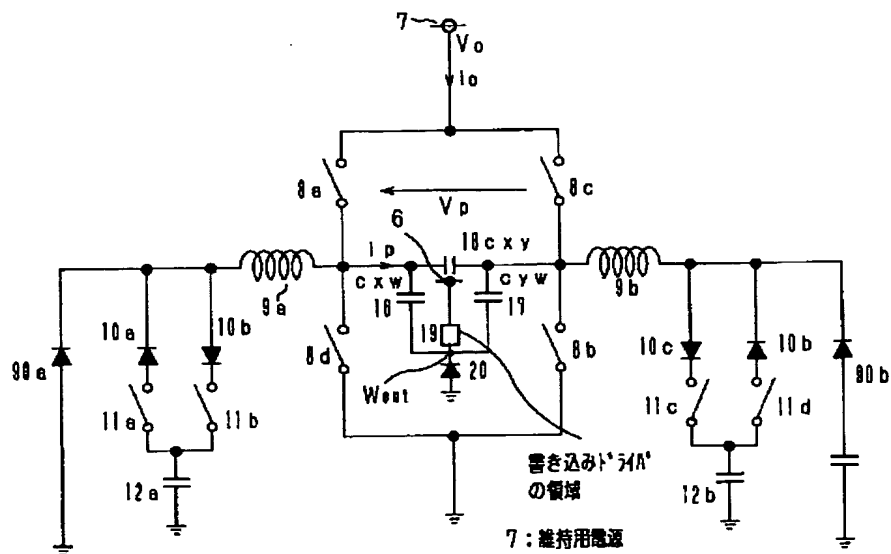 7
Vo
io
8a
8c
Vp
6
ip
18cxy
cxw
cyw
9a
16
17
9b
10a
10b
19
10c
10b
90a
8d
20
8b
90b
11a
11b
Wout
11c
11d
書き込みドライバ
の領域
12a
12b
7:維持用電源